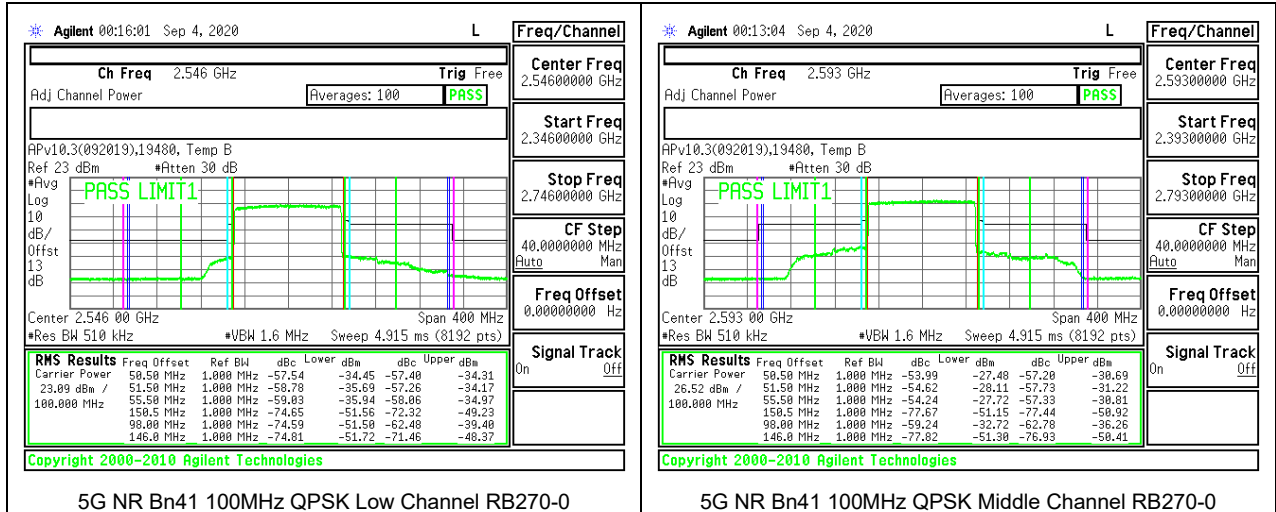 Agilent 00:16:01 Sep 4, 2020 L Freq/Channel
Ch Freq 2.546 GHz Trig Free
Adj Channel Power Averages: 100 PASS
APv10.3(092019),19480, Temp B
Ref 23 dBm #Atten 30 dB
#Avg
Log
10
dB/
Offst
13
dB
PASS LIMIT1
Center 2.546 00 GHz Span 400 MHz
#Res BW 510 kHz #VBW 1.6 MHz Sweep 4.915 ms (8192 pts)
RMS Results Freq Offset Ref BW dBc Lower dBm dBc Upper dBm
Carrier Power 50.50 MHz 1.000 MHz -57.54 -34.45 -57.40 -34.31
23.09 dBm / 51.50 MHz 1.000 MHz -58.78 -35.69 -57.26 -34.17
100.000 MHz 55.50 MHz 1.000 MHz -59.03 -35.94 -58.06 -34.97
150.5 MHz 1.000 MHz -74.65 -51.56 -72.32 -49.23
98.00 MHz 1.000 MHz -74.59 -51.50 -62.48 -39.40
146.0 MHz 1.000 MHz -74.81 -51.72 -71.46 -48.37
Copyright 2000-2010 Agilent Technologies
Center Freq
2.54600000 GHz
Start Freq
2.34600000 GHz
Stop Freq
2.74600000 GHz
CF Step
40.0000000 MHz
Auto Man
Freq Offset
0.00000000 Hz
Signal Track
On Off
5G NR Bn41 100MHz QPSK Low Channel RB270-0
Agilent 00:13:04 Sep 4, 2020 L Freq/Channel
Ch Freq 2.593 GHz Trig Free
Adj Channel Power Averages: 100 PASS
APv10.3(092019),19480, Temp B
Ref 23 dBm #Atten 30 dB
#Avg
Log
10
dB/
Offst
13
dB
PASS LIMIT1
Center 2.593 00 GHz Span 400 MHz
#Res BW 510 kHz #VBW 1.6 MHz Sweep 4.915 ms (8192 pts)
RMS Results Freq Offset Ref BW dBc Lower dBm dBc Upper dBm
Carrier Power 50.50 MHz 1.000 MHz -53.99 -27.48 -57.20 -30.69
26.52 dBm / 51.50 MHz 1.000 MHz -54.62 -28.11 -57.73 -31.22
100.000 MHz 55.50 MHz 1.000 MHz -54.24 -27.72 -57.33 -30.81
150.5 MHz 1.000 MHz -77.67 -51.15 -77.44 -50.92
98.00 MHz 1.000 MHz -59.24 -32.72 -62.78 -36.26
146.0 MHz 1.000 MHz -77.82 -51.30 -76.93 -50.41
Copyright 2000-2010 Agilent Technologies
Center Freq
2.59300000 GHz
Start Freq
2.39300000 GHz
Stop Freq
2.79300000 GHz
CF Step
40.0000000 MHz
Auto Man
Freq Offset
0.00000000 Hz
Signal Track
On Off
5G NR Bn41 100MHz QPSK Middle Channel RB270-0